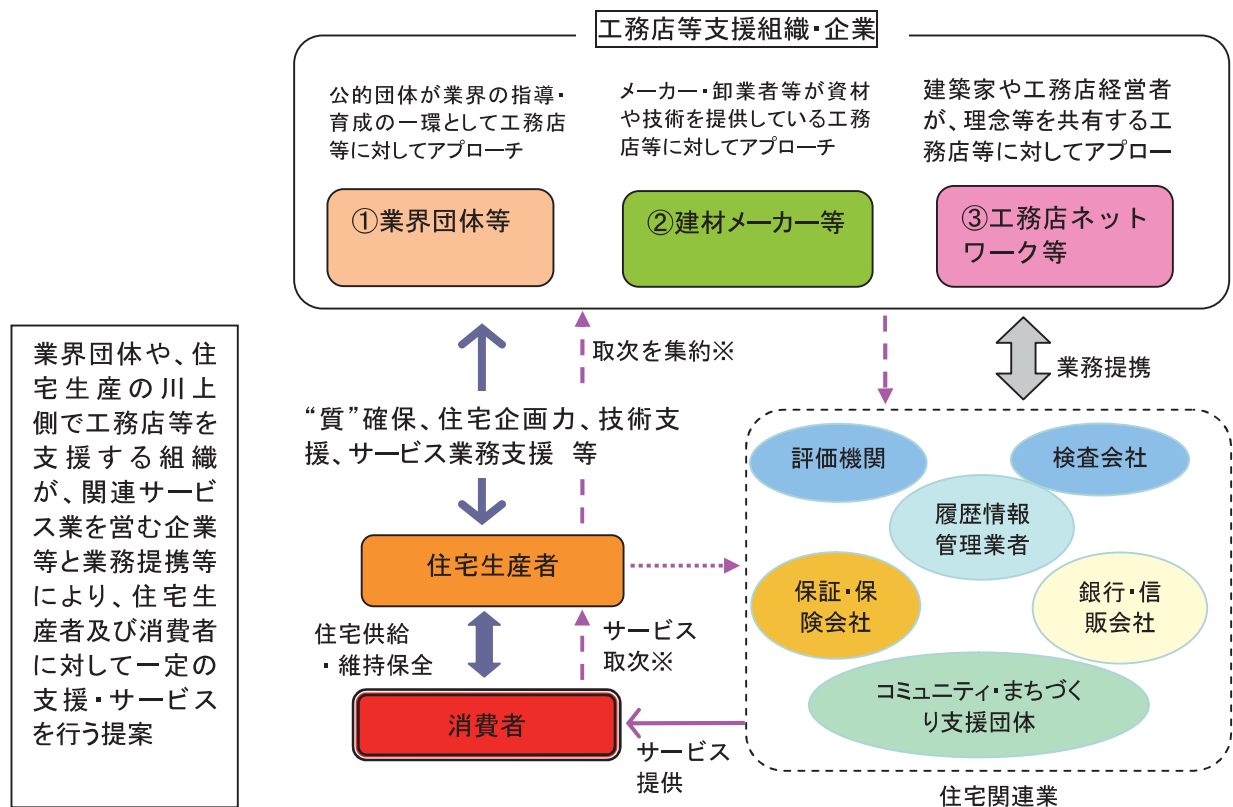 工務店等支援組織・企業
公的団体が業界の指導・
育成の一環として工務店
等に対してアプローチ
メーカー・卸業者等が資材
や技術を提供している工務
店等に対してアプローチ
建築家や工務店経営者
が、理念等を共有する工
務店等に対してアプロー
①業界団体等
②建材メーカー等
③工務店ネット
ワーク等
業界団体や、住
宅生産の川上
側で工務店等を
支援する組織
が、関連サービ
ス業を営む企業
等と業務提携等
により、住宅生
産者及び消費者
に対して一定の
支援・サービス
を行う提案
取次を集約※
業務提携
“質”確保、住宅企画力、技術支
援、サービス業務支援 等
評価機関
検査会社
履歴情報
管理業者
住宅生産者
保証・保
険会社
銀行・信
販会社
住宅供給
・維持保全
サービス
取次※
コミュニティ・まちづく
り支援団体
消費者
サービス
提供
住宅関連業